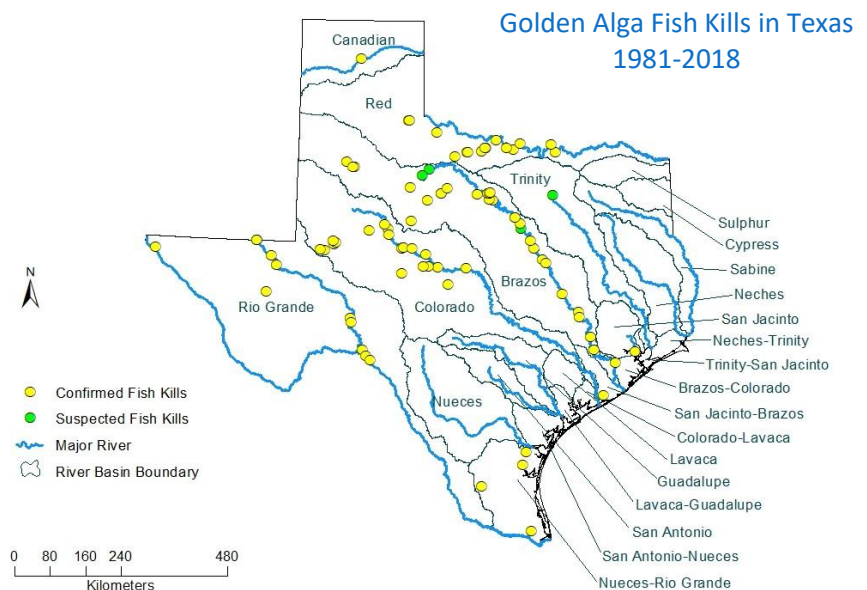 Golden Alga Fish Kills in Texas
1981-2018
Canadian
Red
Trinity
Sulphur
Cypress
Sabine
Neches
San Jacinto
Neches-Trinity
Trinity-San Jacinto
Brazos-Colorado
San Jacinto-Brazos
Colorado-Lavaca
Lavaca
Guadalupe
Lavaca-Guadalupe
San Antonio
San Antonio-Nueces
Nueces-Rio Grande
Brazos
Colorado
Rio Grande
Nueces
N
Confirmed Fish Kills
Suspected Fish Kills
Major River
River Basin Boundary
0 80 160 240 480
Kilometers